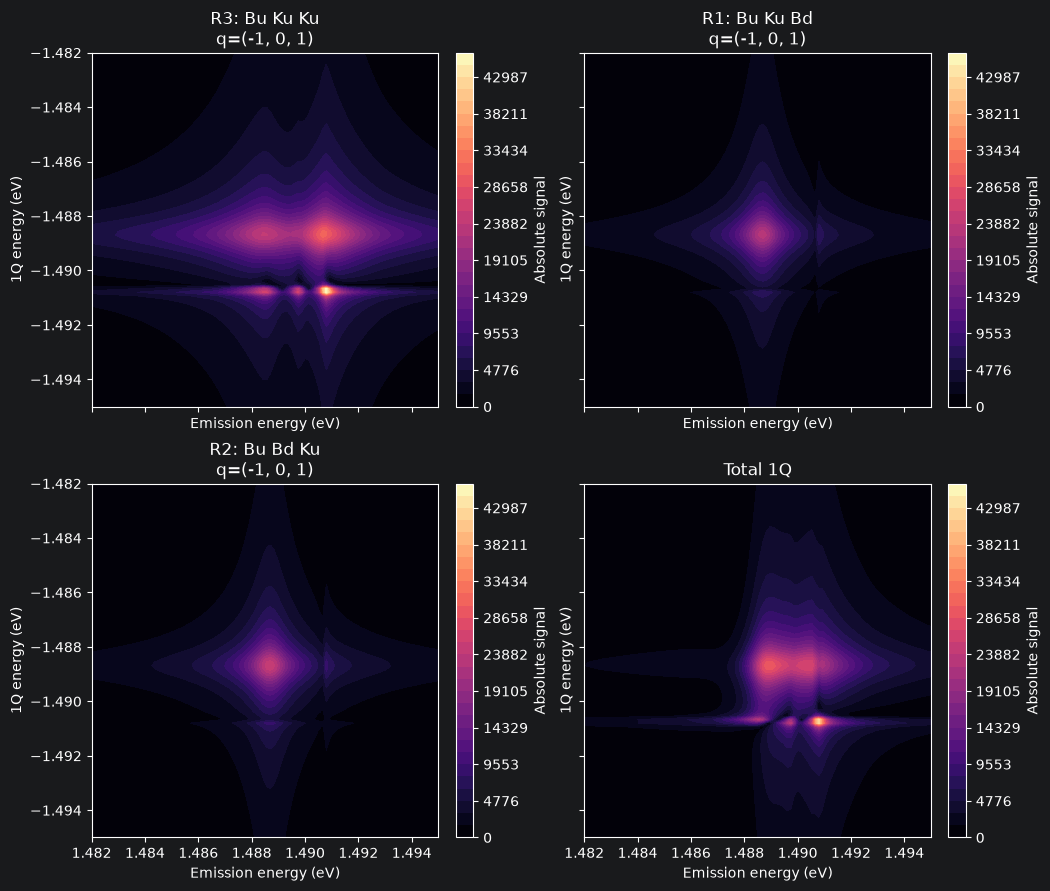 R3: Bu Ku Ku
q=(-1, 0, 1)
−1.482
−1.484
−1.486
−1.488
−1.490
−1.492
−1.494
1Q energy (eV)
Emission energy (eV)
42987
38211
33434
28658
23882
19105
14329
9553
4776
0
Absolute signal
R1: Bu Ku Bd
q=(-1, 0, 1)
1Q energy (eV)
Emission energy (eV)
42987
38211
33434
28658
23882
19105
14329
9553
4776
0
Absolute signal
R2: Bu Bd Ku
q=(-1, 0, 1)
−1.482
−1.484
−1.486
−1.488
−1.490
−1.492
−1.494
1Q energy (eV)
1.482 1.484 1.486 1.488 1.490 1.492 1.494
Emission energy (eV)
42987
38211
33434
28658
23882
19105
14329
9553
4776
0
Absolute signal
Total 1Q
1Q energy (eV)
1.482 1.484 1.486 1.488 1.490 1.492 1.494
Emission energy (eV)
42987
38211
33434
28658
23882
19105
14329
9553
4776
0
Absolute signal